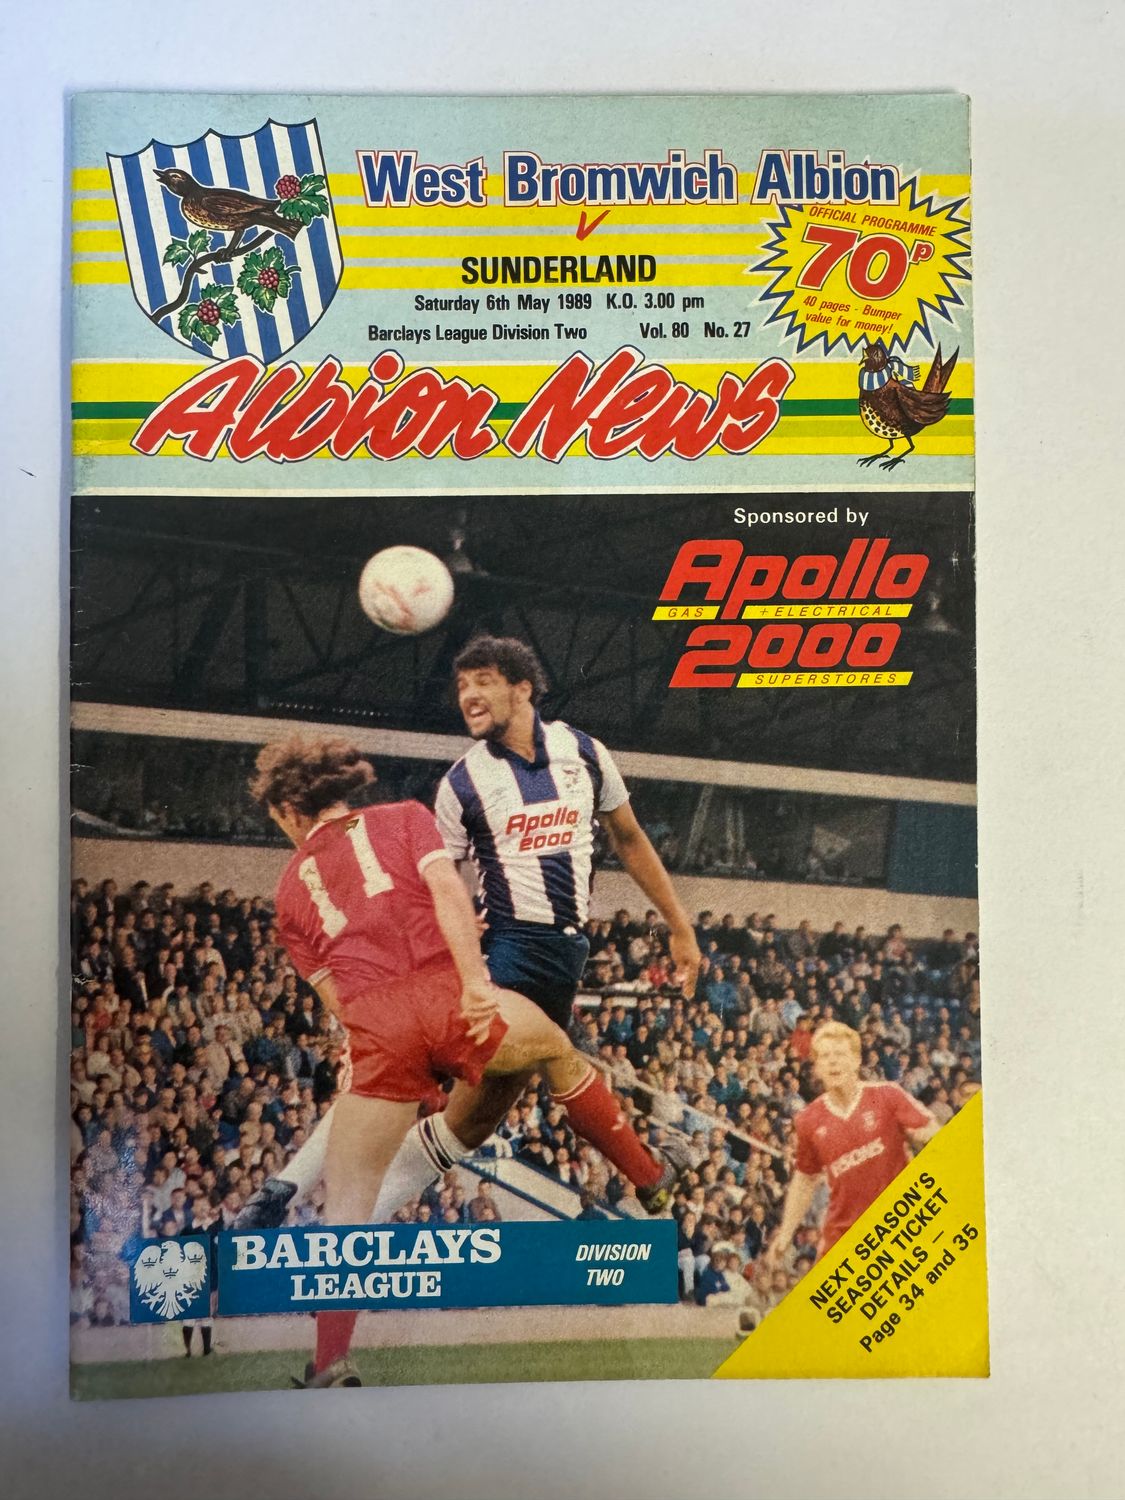 West Bromwich Albion
v
SUNDERLAND
Saturday 6th May 1989 K.O. 3.00 pm
Barclays League Division Two Vol. 80 No. 27
OFFICIAL PROGRAMME
70p
40 pages - Bumper
value for money!
Albion News
Sponsored by
Apollo
GAS + ELECTRICAL
2000
SUPERSTORES
11
Apollo
2000
BARCLAYS
LEAGUE
DIVISION
TWO
NEXT SEASON'S
SEASON TICKET
DETAILS –
Page 34 and 35